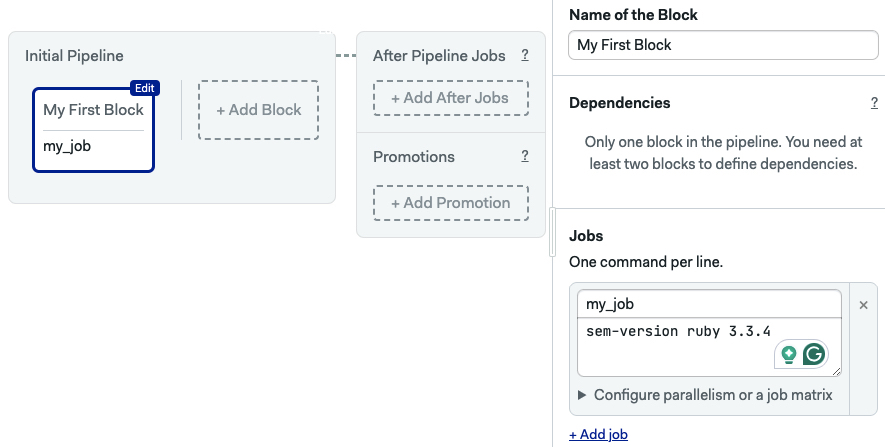 Initial Pipeline
Edit
My First Block
my_job
+ Add Block
After Pipeline Jobs ?
+ Add After Jobs
Promotions ?
+ Add Promotion
Name of the Block
My First Block
Dependencies ?
Only one block in the pipeline. You need at
least two blocks to define dependencies.
Jobs
One command per line.
my_job
×
sem-version ruby 3.3.4
▶ Configure parallelism or a job matrix
+ Add job